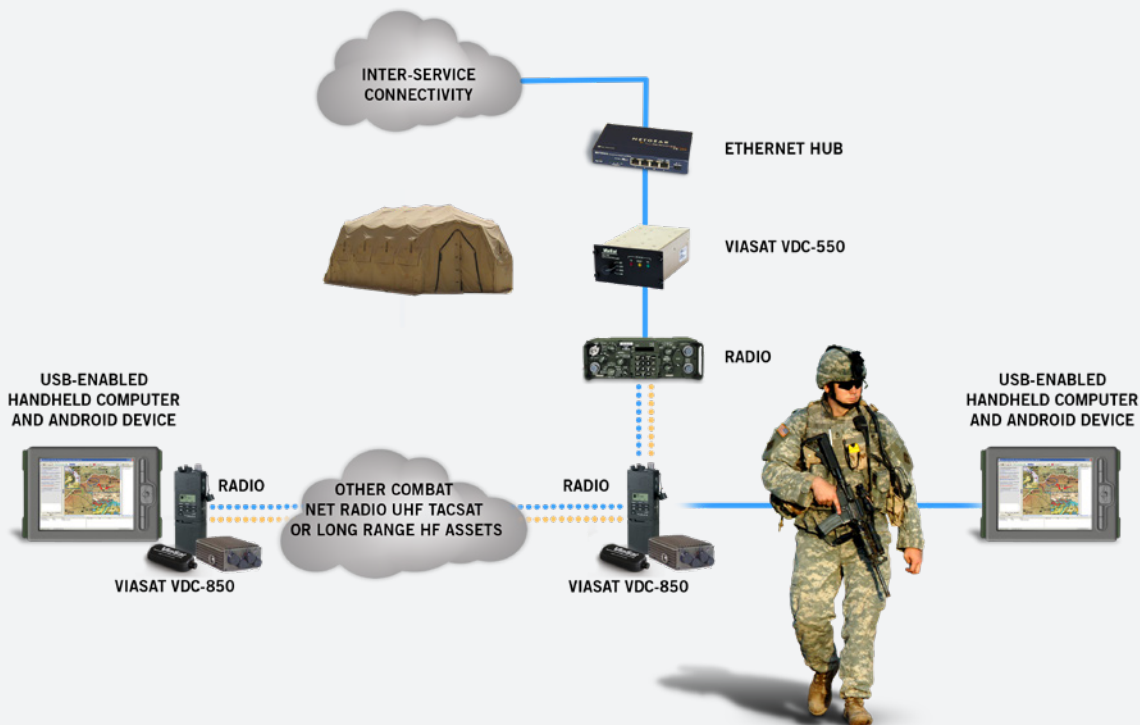 INTER-SERVICE
CONNECTIVITY
NETGEAR
ETHERNET HUB
VIASAT VDC-550
RADIO
USB-ENABLED
HANDHELD COMPUTER
AND ANDROID DEVICE
USB-ENABLED
HANDHELD COMPUTER
AND ANDROID DEVICE
RADIO
OTHER COMBAT
NET RADIO UHF TACSAT
OR LONG RANGE HF ASSETS
RADIO
ViaSat
VIASAT VDC-850
VIASAT VDC-850